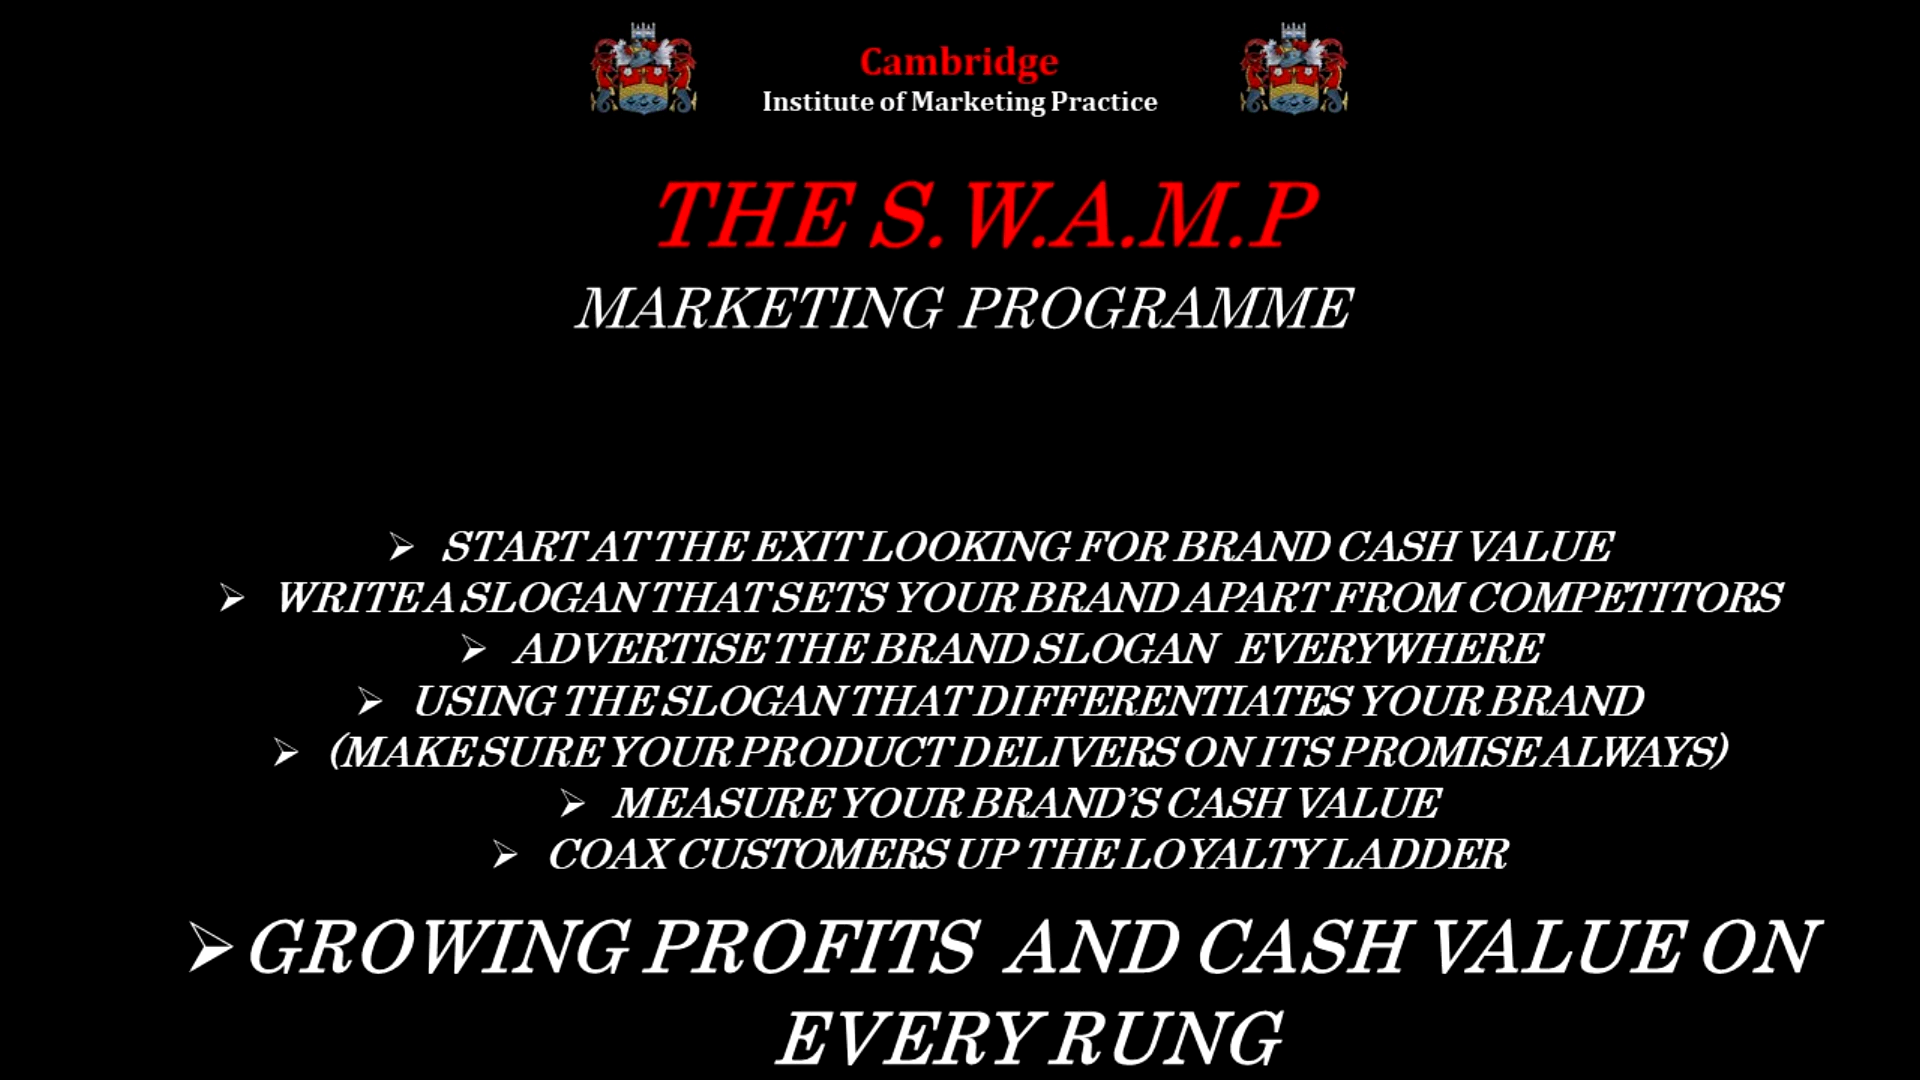 Cambridge
Institute of Marketing Practice
THE S.W.A.M.P
MARKETING PROGRAMME
➢ START AT THE EXIT LOOKING FOR BRAND CASH VALUE
➢ WRITE A SLOGAN THAT SETS YOUR BRAND APART FROM COMPETITORS
➢ ADVERTISE THE BRAND SLOGAN EVERYWHERE
➢ USING THE SLOGAN THAT DIFFERENTIATES YOUR BRAND
➢ (MAKE SURE YOUR PRODUCT DELIVERS ON ITS PROMISE ALWAYS)
➢ MEASURE YOUR BRAND’S CASH VALUE
➢ COAX CUSTOMERS UP THE LOYALTY LADDER
➢ GROWING PROFITS AND CASH VALUE ON
EVERY RUNG